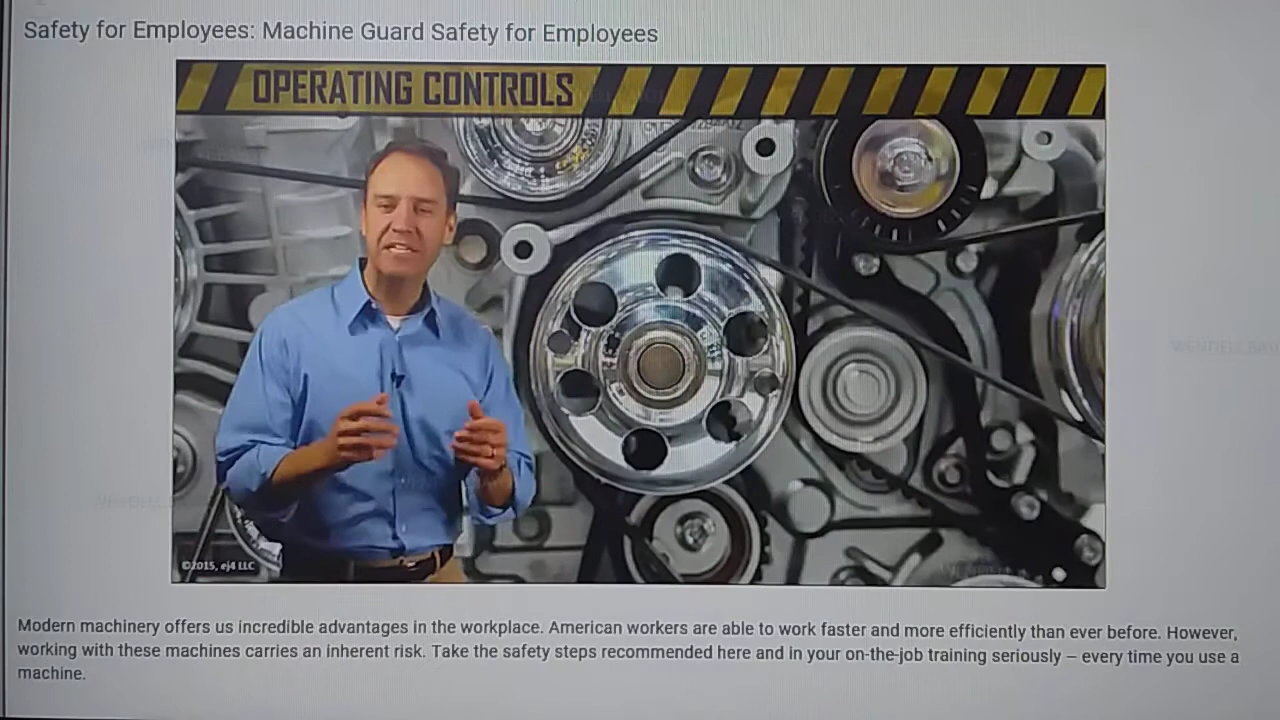 Safety for Employees: Machine Guard Safety for Employees
OPERATING CONTROLS
©2015, ej4 LLC
Modern machinery offers us incredible advantages in the workplace. American workers are able to work faster and more efficiently than ever before. However,
working with these machines carries an inherent risk. Take the safety steps recommended here and in your on-the-job training seriously – every time you use a
machine.